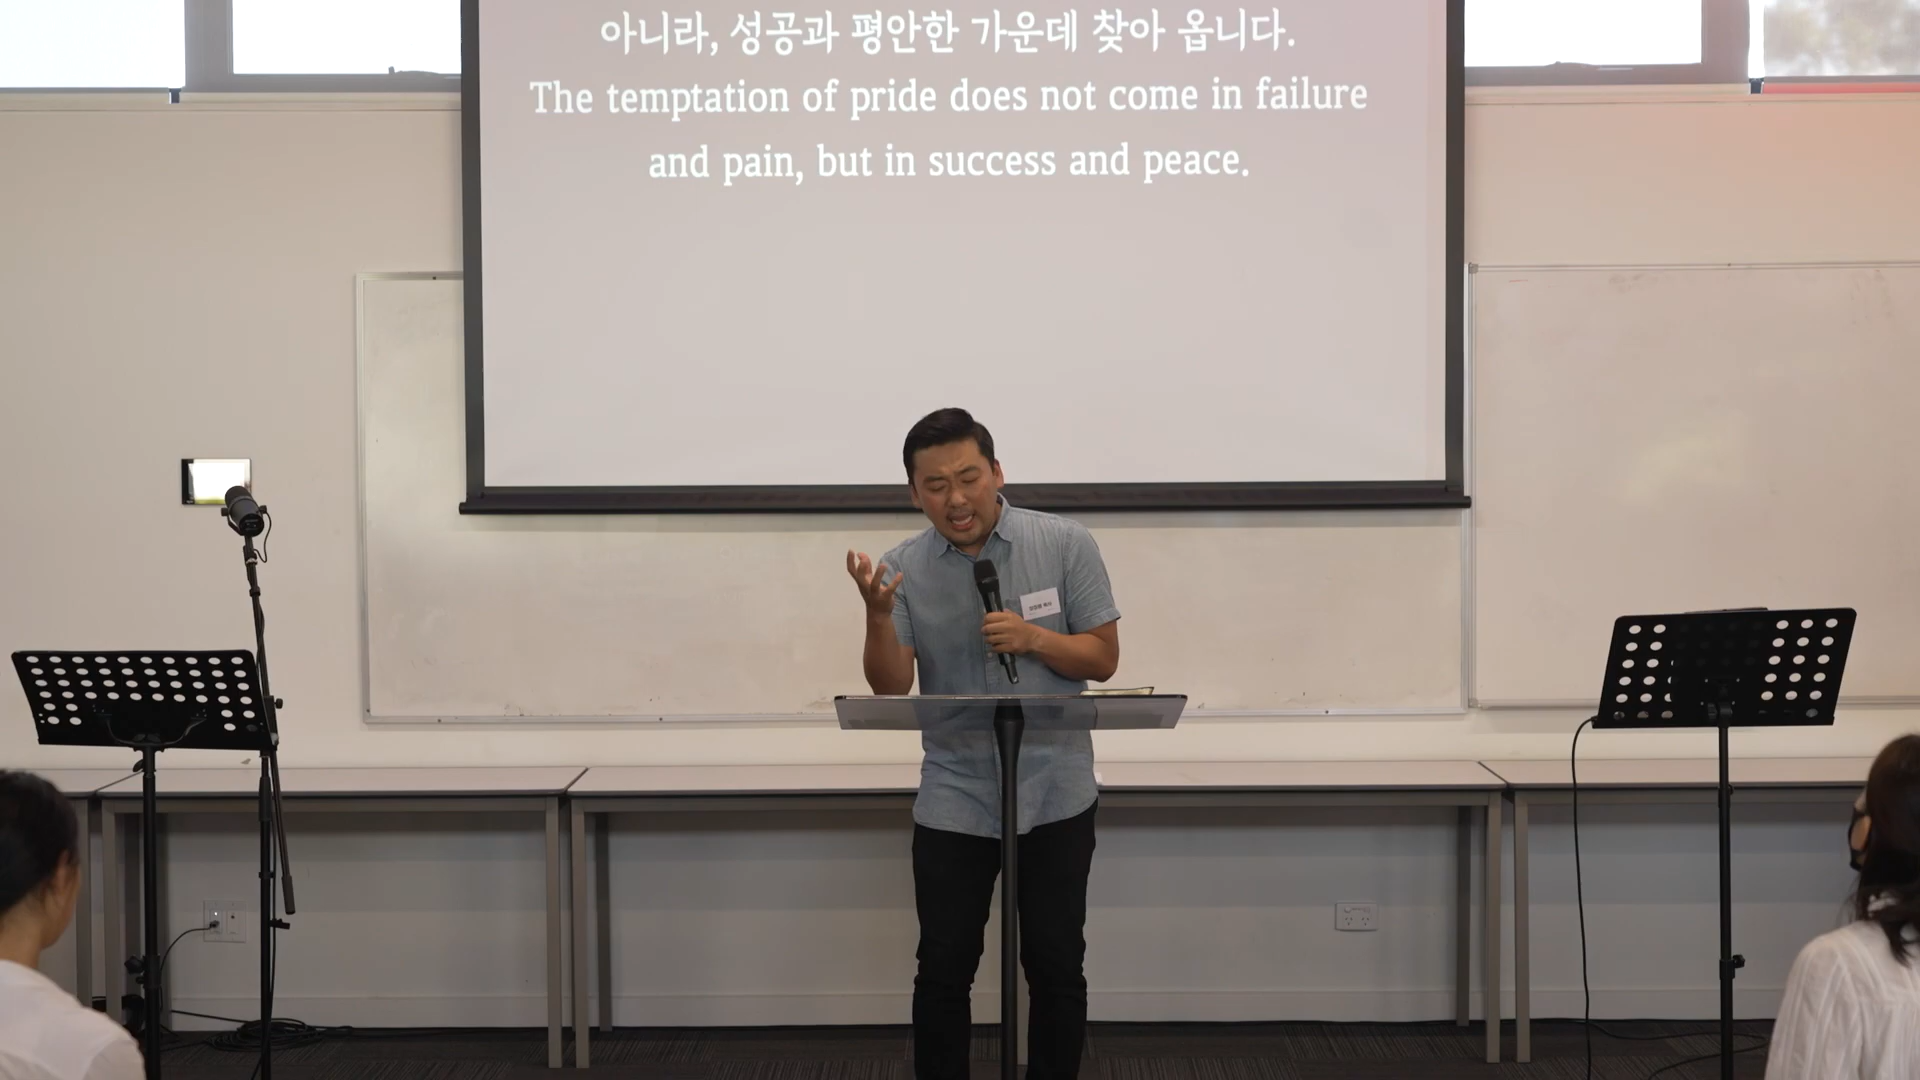 아니라, 성공과 평안한 가운데 찾아 옵니다.
The temptation of pride does not come in failure
and pain, but in success and peace.